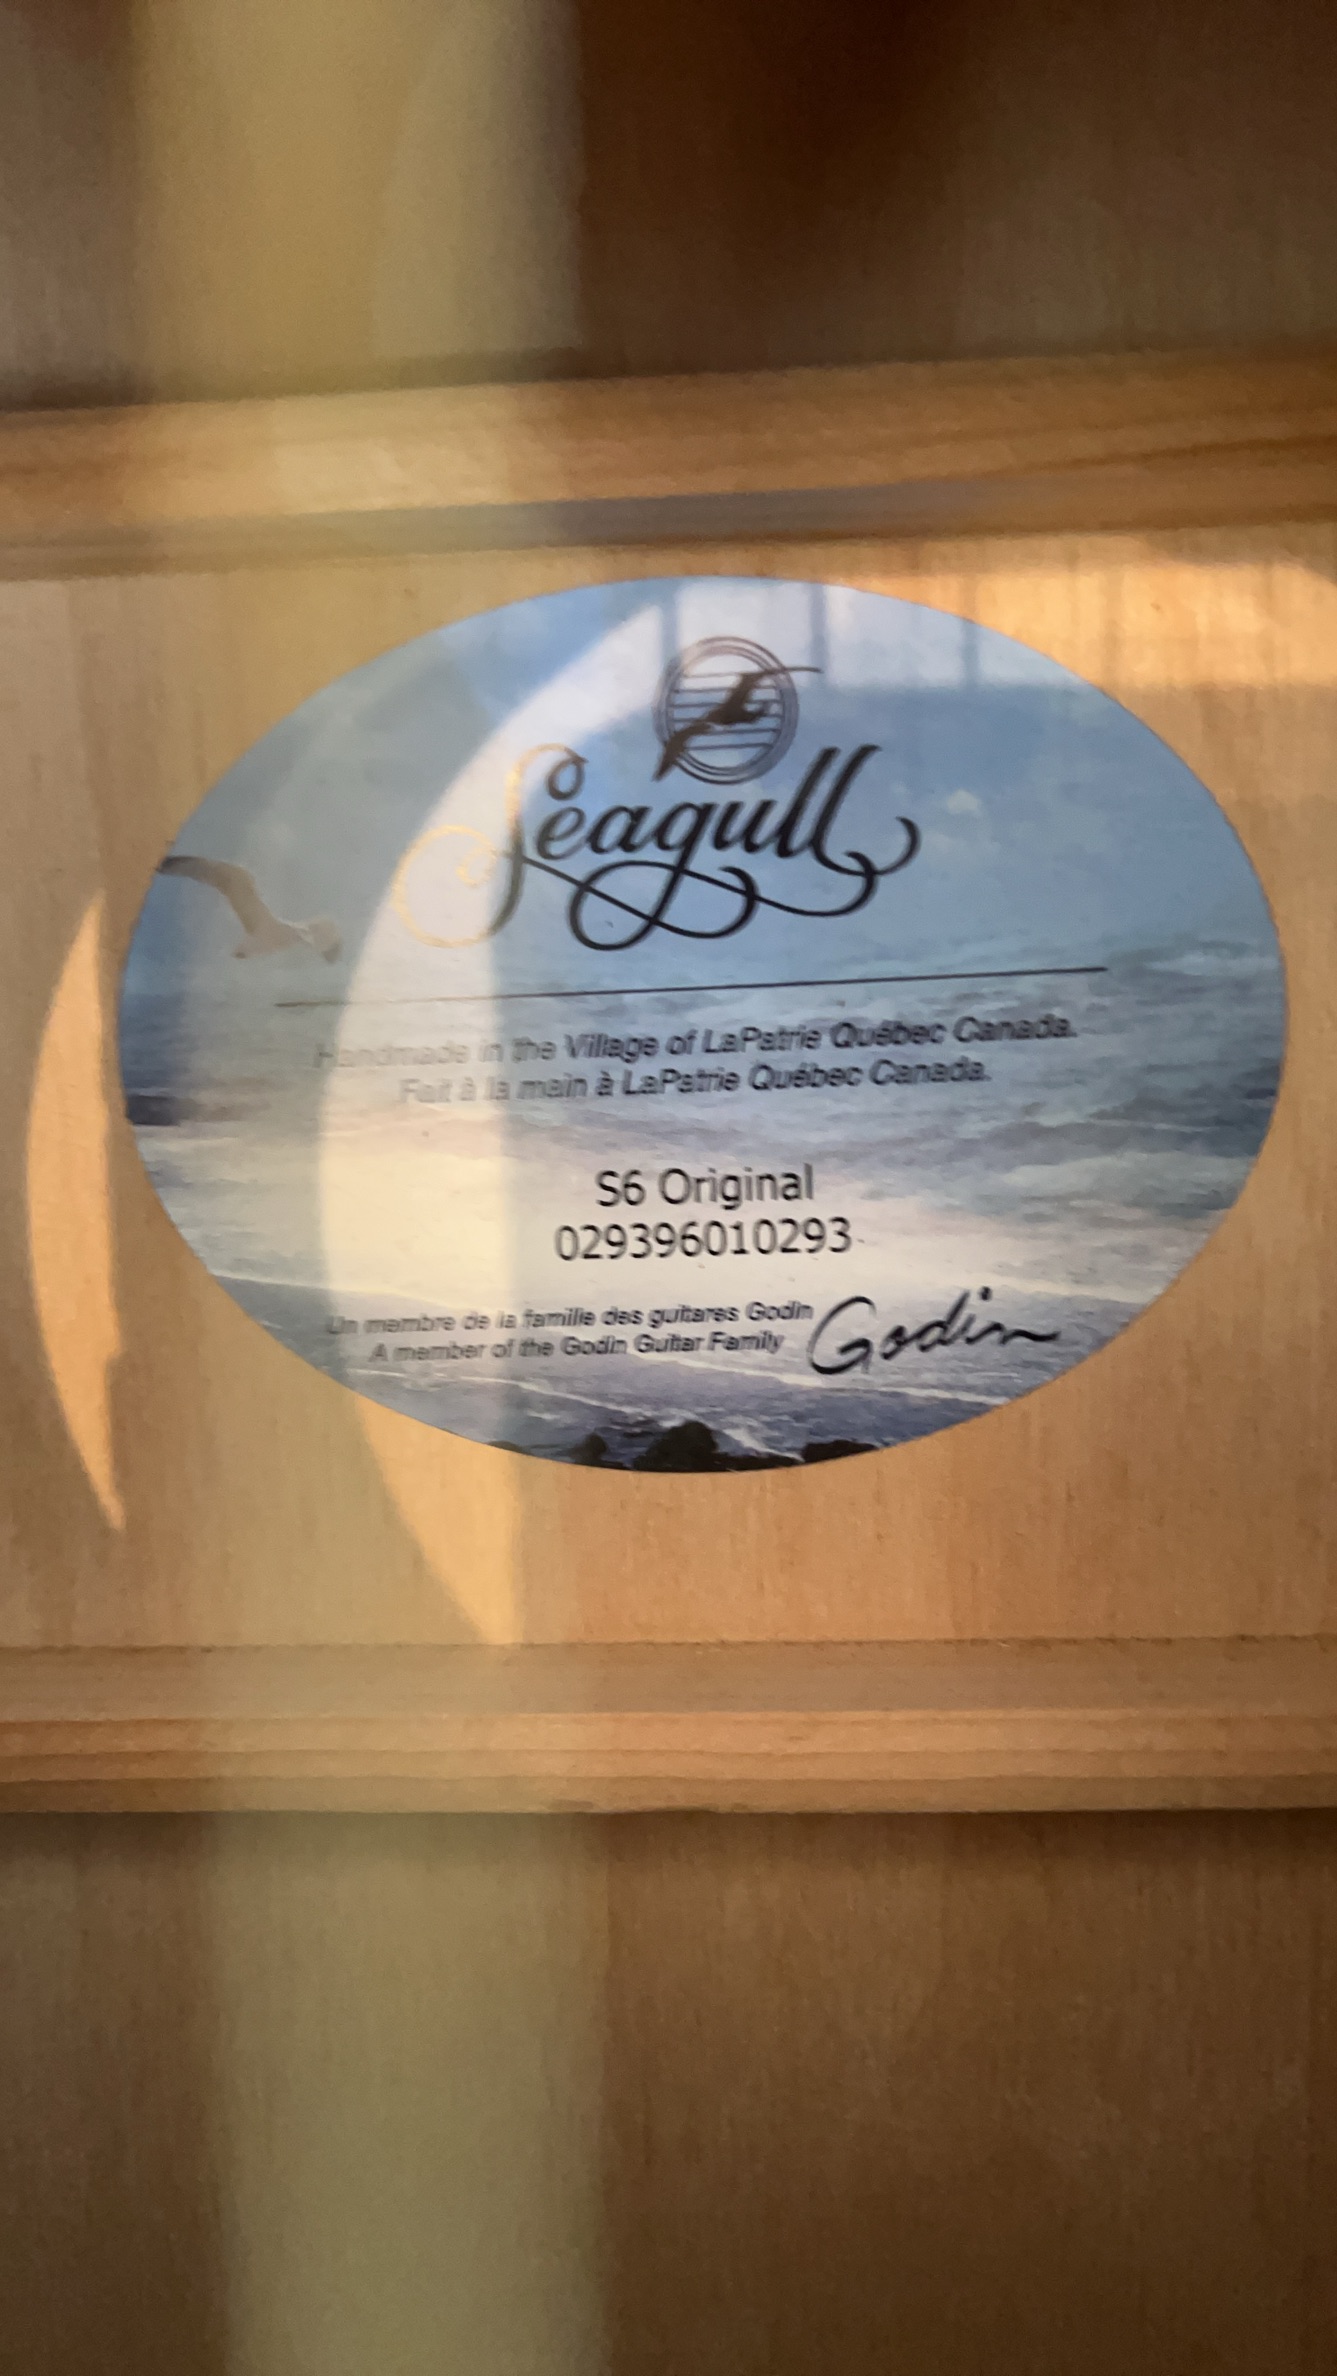 Seagull
Handmade in the Village of LaPatrie Québec Canada.
Fait à la main à LaPatrie Québec Canada.
S6 Original
029396010293
Un membre de la famille des guitares Godin
A member of the Godin Guitar Family
Godin